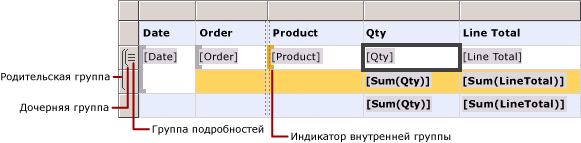 Date Order Product Qty Line Total
[Date] [Order] [Product] [Qty] [Line Total]
Родительская группа
[Sum(Qty)] [Sum(LineTotal)]
Дочерняя группа
[Sum(Qty)] [Sum(LineTotal)]
Группа подробностей
Индикатор внутренней группы